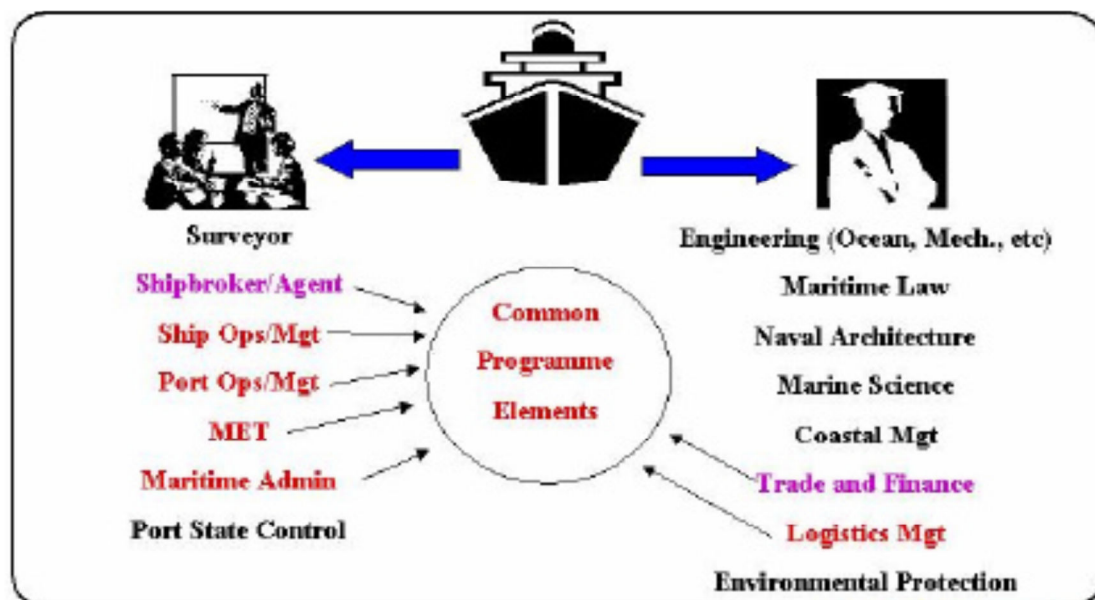 Surveyor
Shipbroker/Agent
Ship Ops/Mgt
Port Ops/Mgt
MET
Maritime Admin
Port State Control
Common
Programme
Elements
Engineering (Ocean, Mech., etc)
Maritime Law
Naval Architecture
Marine Science
Coastal Mgt
Trade and Finance
Logistics Mgt
Environmental Protection